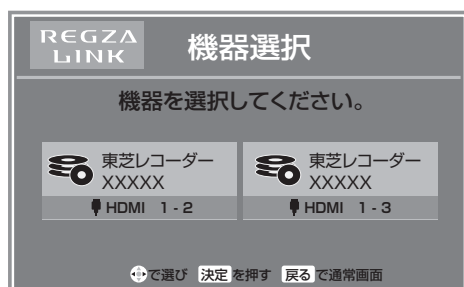 REGZA
LINK
機器選択
機器を選択してください。
東芝レコーダー
XXXXX
HDMI 1-2
東芝レコーダー
XXXXX
HDMI 1-3
で選び 決定 を押す 戻る で通常画面